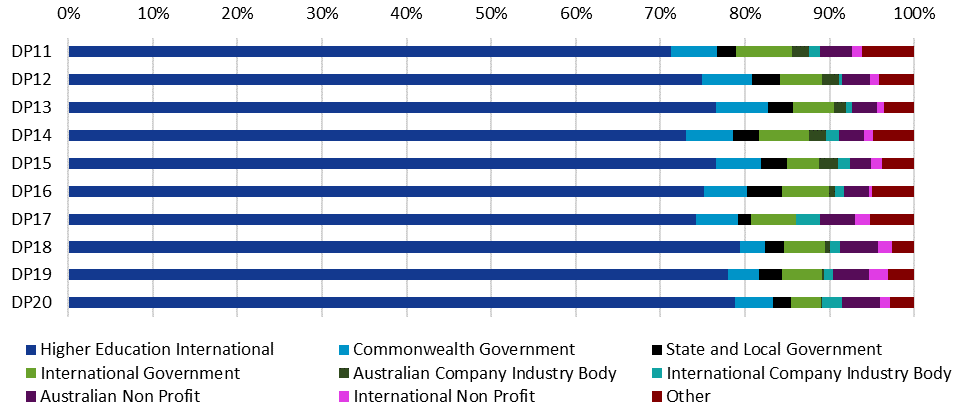 0% 10% 20% 30% 40% 50% 60% 70% 80% 90% 100%
DP11
DP12
DP13
DP14
DP15
DP16
DP17
DP18
DP19
DP20
Higher Education International Commonwealth Government State and Local Government
International Government Australian Company Industry Body International Company Industry Body
Australian Non Profit International Non Profit Other